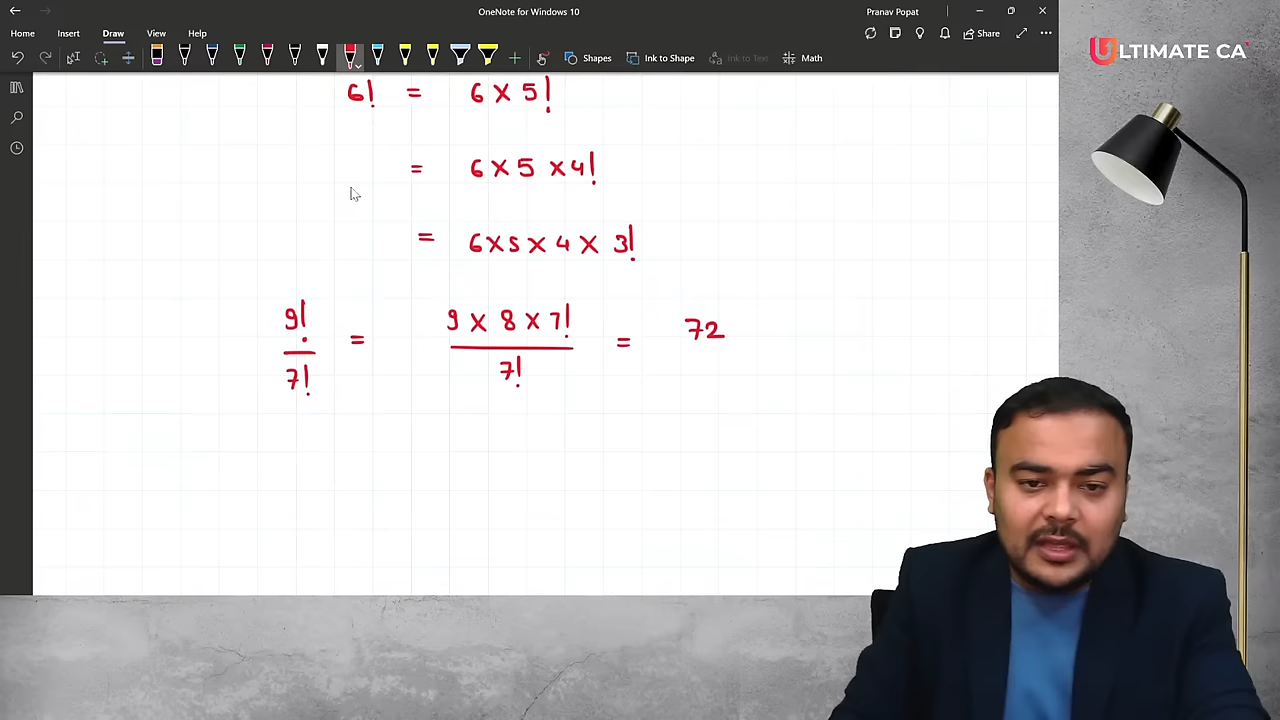 OneNote for Windows 10
Pranav Popat
Home Insert Draw View Help
Share
Shapes Ink to Shape Ink to Text Math
ULTIMATE CA
6! = 6 × 5!
= 6 × 5 × 4!
= 6 × 5 × 4 × 3!
9!/7! = 9 × 8 × 7!/7! = 72